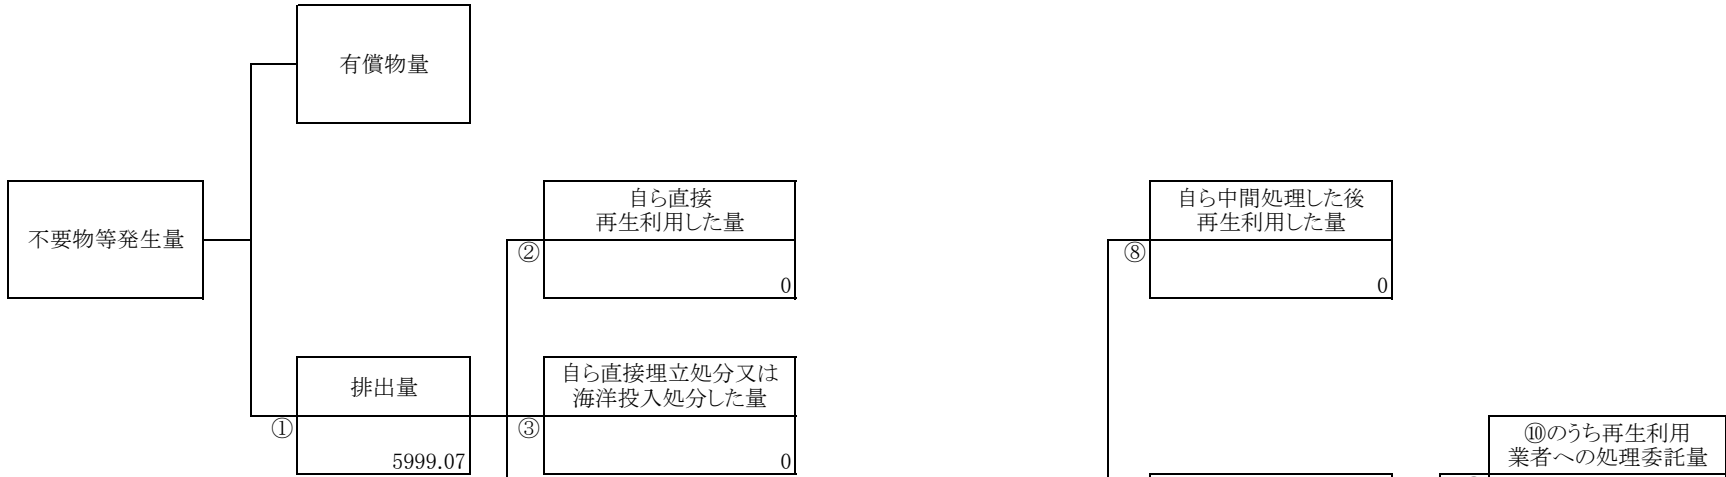 有償物量
不要物等発生量
自ら直接
再生利用した量
②
0
自ら中間処理した後
再生利用した量
⑧
0
排出量
①
5999.07
自ら直接埋立処分又は
海洋投入処分した量
③
0
⑩のうち再生利用
業者への処理委託量